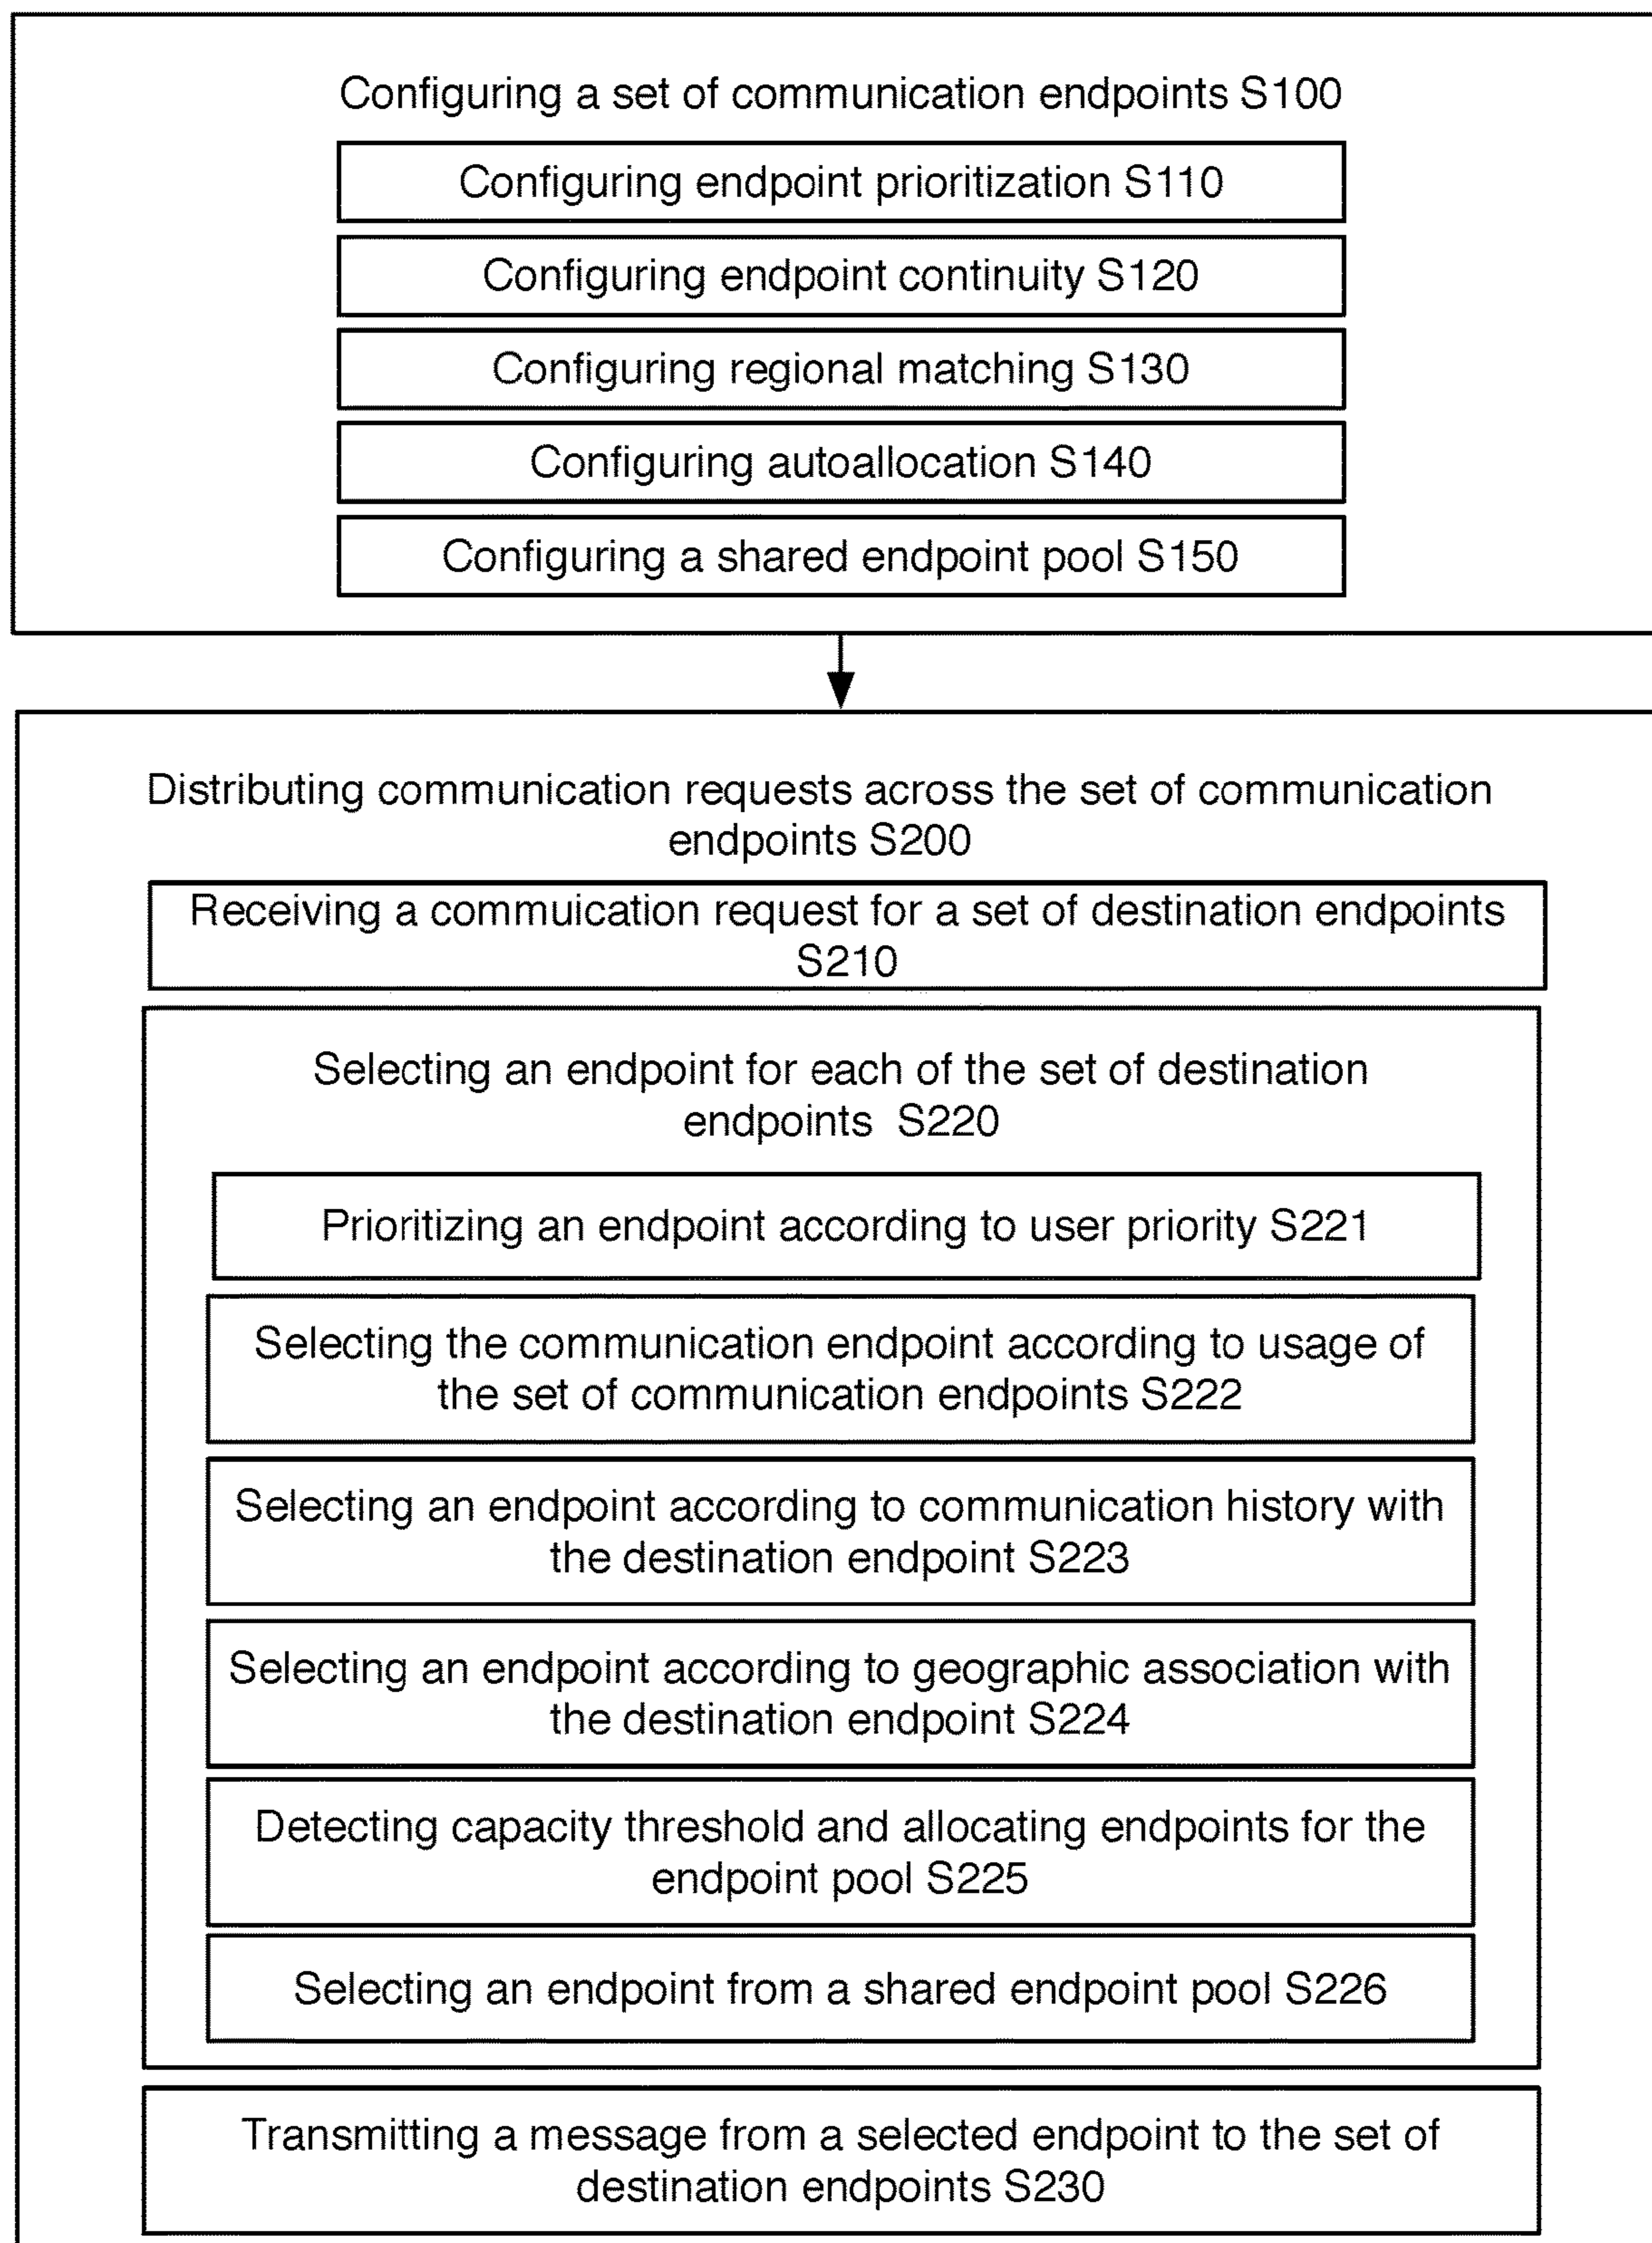 Configuring a set of communication endpoints S100
Configuring endpoint prioritization S110
Configuring endpoint continuity S120
Configuring regional matching S130
Configuring autoallocation S140
Configuring a shared endpoint pool S150
Distributing communication requests across the set of communication
endpoints S200
Receiving a commuication request for a set of destination endpoints
S210
Selecting an endpoint for each of the set of destination
endpoints S220
Prioritizing an endpoint according to user priority S221
Selecting the communication endpoint according to usage of
the set of communication endpoints S222
Selecting an endpoint according to communication history with
the destination endpoint S223
Selecting an endpoint according to geographic association with
the destination endpoint S224
Detecting capacity threshold and allocating endpoints for the
endpoint pool S225
Selecting an endpoint from a shared endpoint pool S226
Transmitting a message from a selected endpoint to the set of
destination endpoints S230